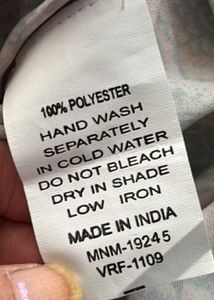 100% POLYESTER
HAND WASH
SEPARATELY
IN COLD WATER
DO NOT BLEACH
DRY IN SHADE
LOW IRON
MADE IN INDIA
MNM-19245
VRF-1109